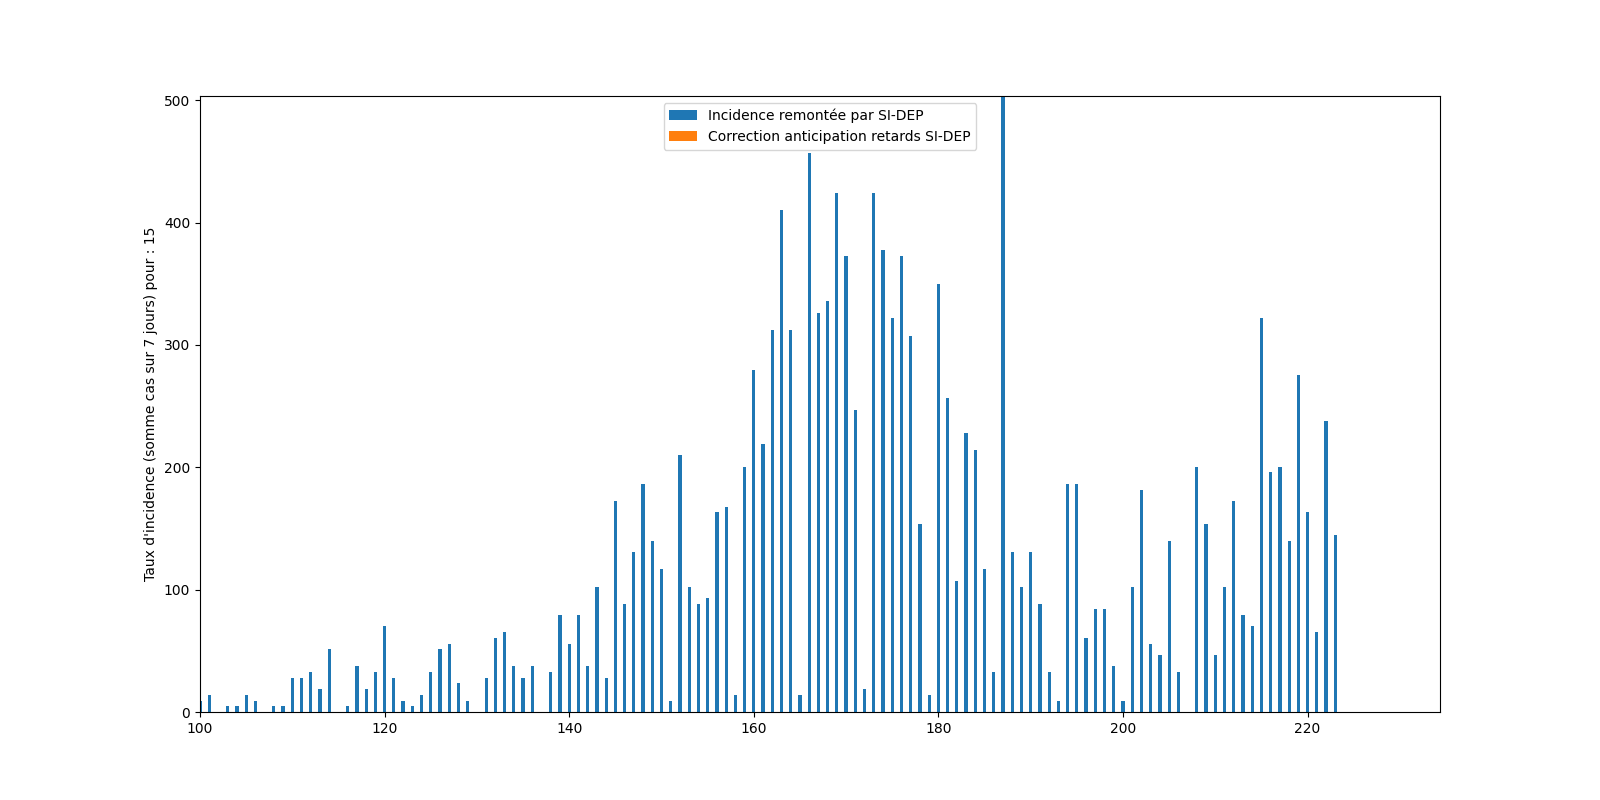 Incidence remontée par SI-DEP
Correction anticipation retards SI-DEP
Taux d'incidence (somme cas sur 7 jours) pour : 15
500
400
300
200
100
0
100 120 140 160 180 200 220